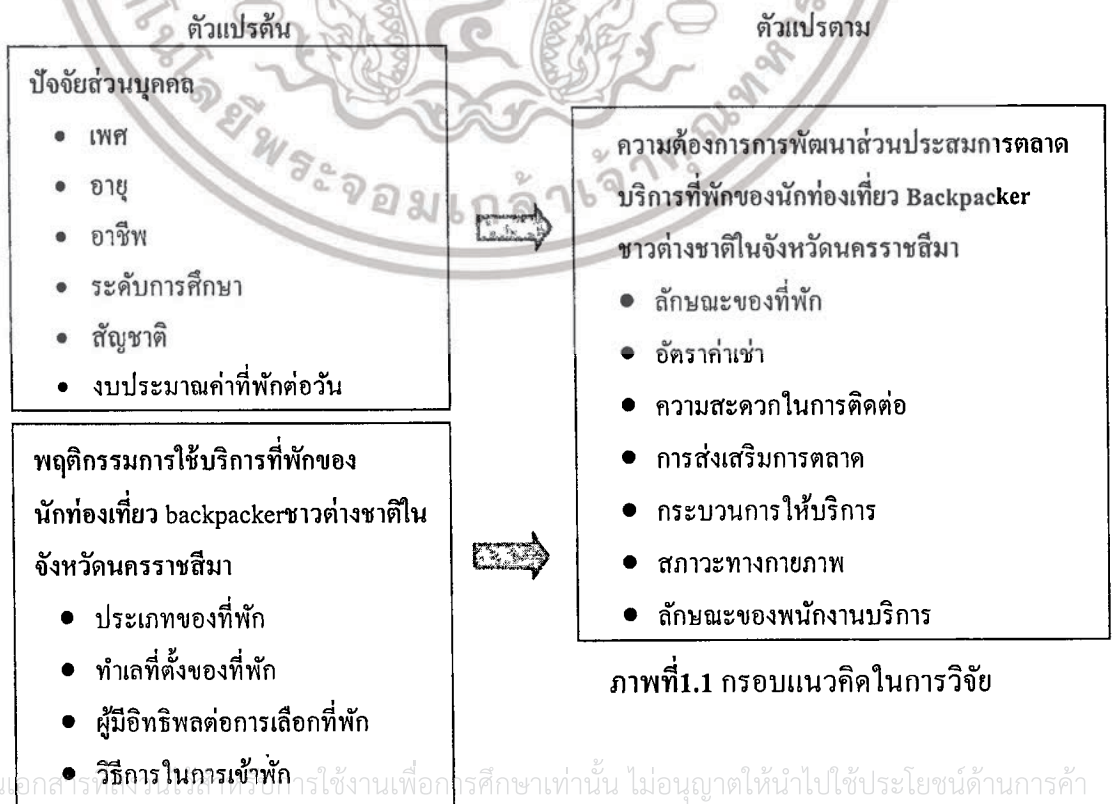 ตัวแปรต้น
ปัจจัยส่วนบุคคล
● เพศ
● อายุ
● อาชีพ
● ระดับการศึกษา
● สัญชาติ
● งบประมาณค่าที่พักต่อวัน
พฤติกรรมการใช้บริการที่พักของ
นักท่องเที่ยว backpackerชาวต่างชาติใน
จังหวัดนครราชสีมา
● ประเภทของที่พัก
● ทำเลที่ตั้งของที่พัก
● ผู้มีอิทธิพลต่อการเลือกที่พัก
● วิธีการในการเข้าพัก
ตัวแปรตาม
ความต้องการการพัฒนาส่วนประสมการตลาด
บริการที่พักของนักท่องเที่ยว Backpacker
ชาวต่างชาติในจังหวัดนครราชสีมา
● ลักษณะของที่พัก
● อัตราค่าเช่า
● ความสะดวกในการติดต่อ
● การส่งเสริมการตลาด
● กระบวนการให้บริการ
● สภาวะทางกายภาพ
● ลักษณะของพนักงานบริการ
ภาพที่1.1 กรอบแนวคิดในการวิจัย
พระจอมเกล้าเจ้าคุณทห
การใช้งานเพื่อการศึกษาเท่านั้น ไม่อนุญาตให้นำไปใช้ประโยชน์ด้านการค้า